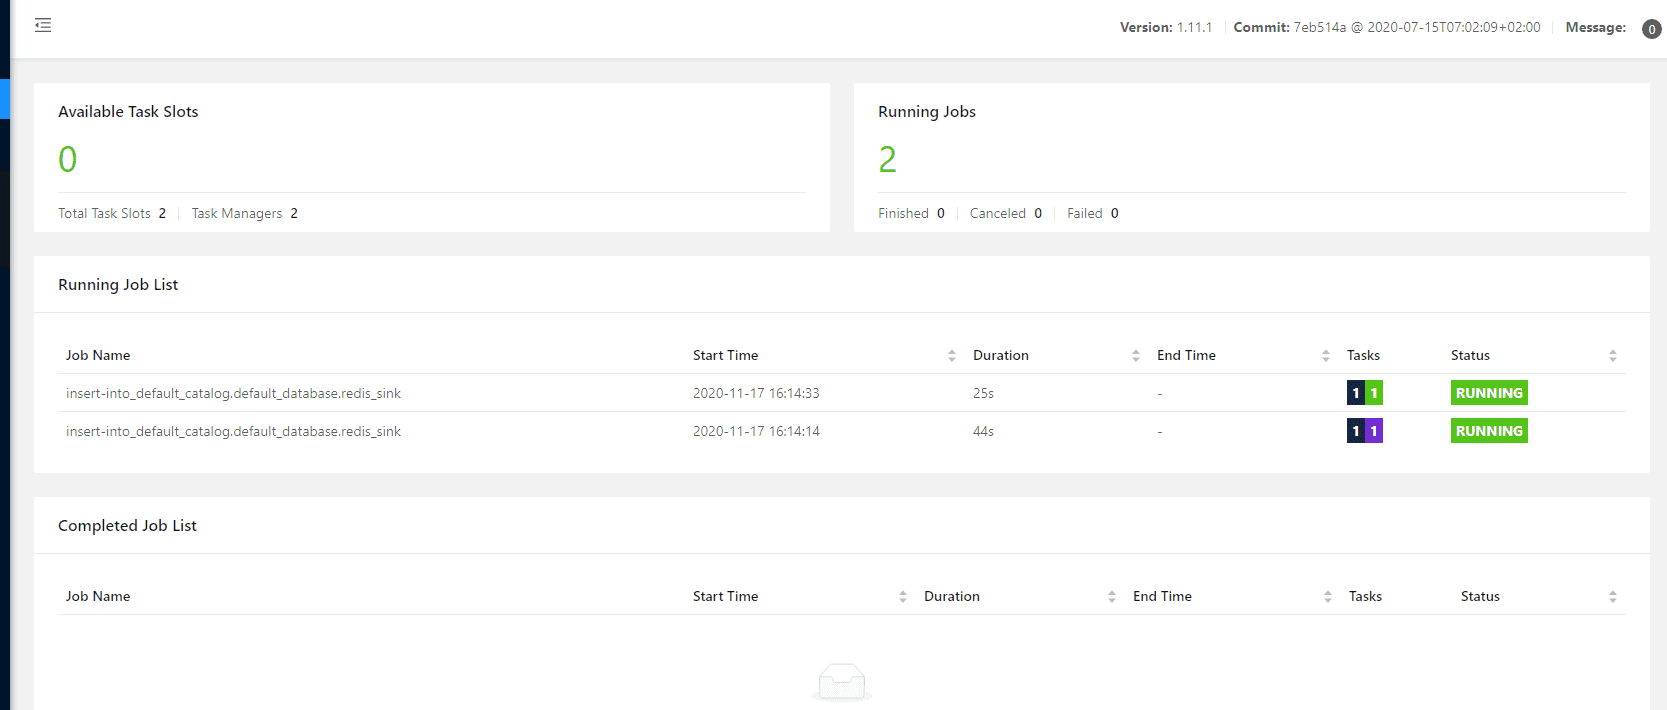 Version: 1.11.1 Commit: 7eb514a @ 2020-07-15T07:02:09+02:00 Message: 0
Available Task Slots
0
Total Task Slots 2 Task Managers 2
Running Jobs
2
Finished 0 Canceled 0 Failed 0
Running Job List
Job Name Start Time Duration End Time Tasks Status
insert-into_default_catalog.default_database.redis_sink 2020-11-17 16:14:33 25s - 1 1 RUNNING
insert-into_default_catalog.default_database.redis_sink 2020-11-17 16:14:14 44s - 1 1 RUNNING
Completed Job List
Job Name Start Time Duration End Time Tasks Status